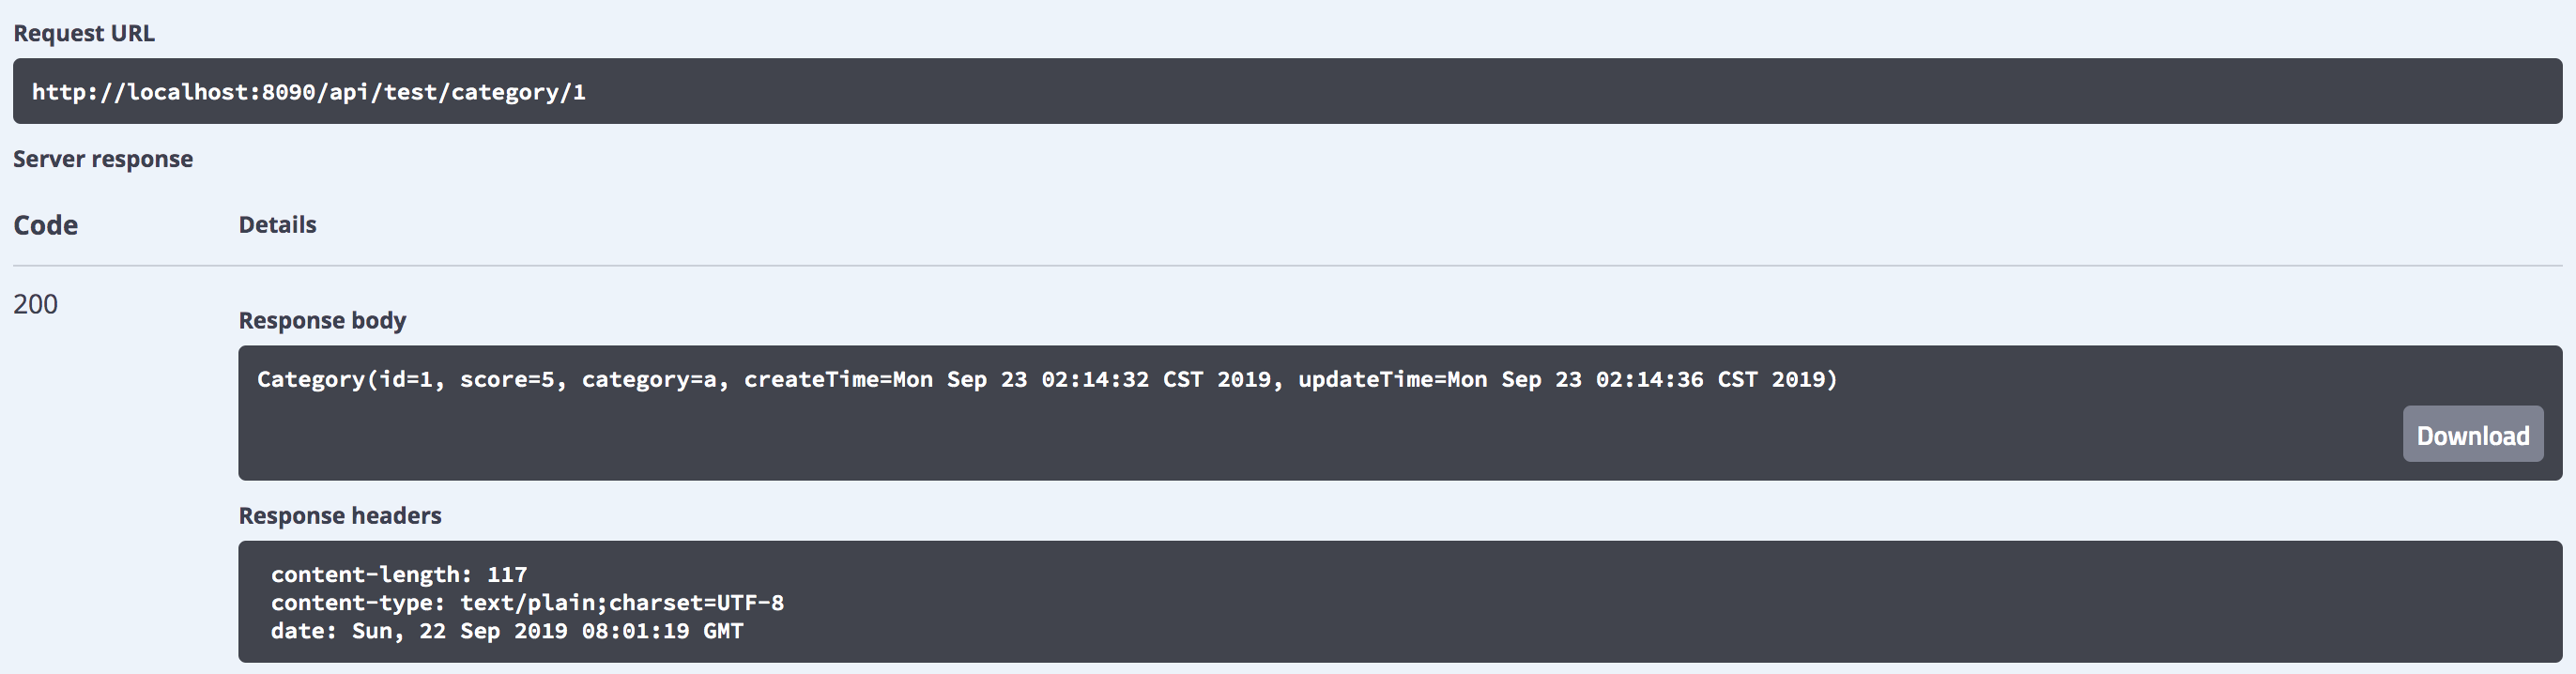 Request URL
http://localhost:8090/api/test/category/1
Server response
Code Details
200
Response body
Category(id=1, score=5, category=a, createTime=Mon Sep 23 02:14:32 CST 2019, updateTime=Mon Sep 23 02:14:36 CST 2019)
Download
Response headers
content-length: 117
content-type: text/plain;charset=UTF-8
date: Sun, 22 Sep 2019 08:01:19 GMT